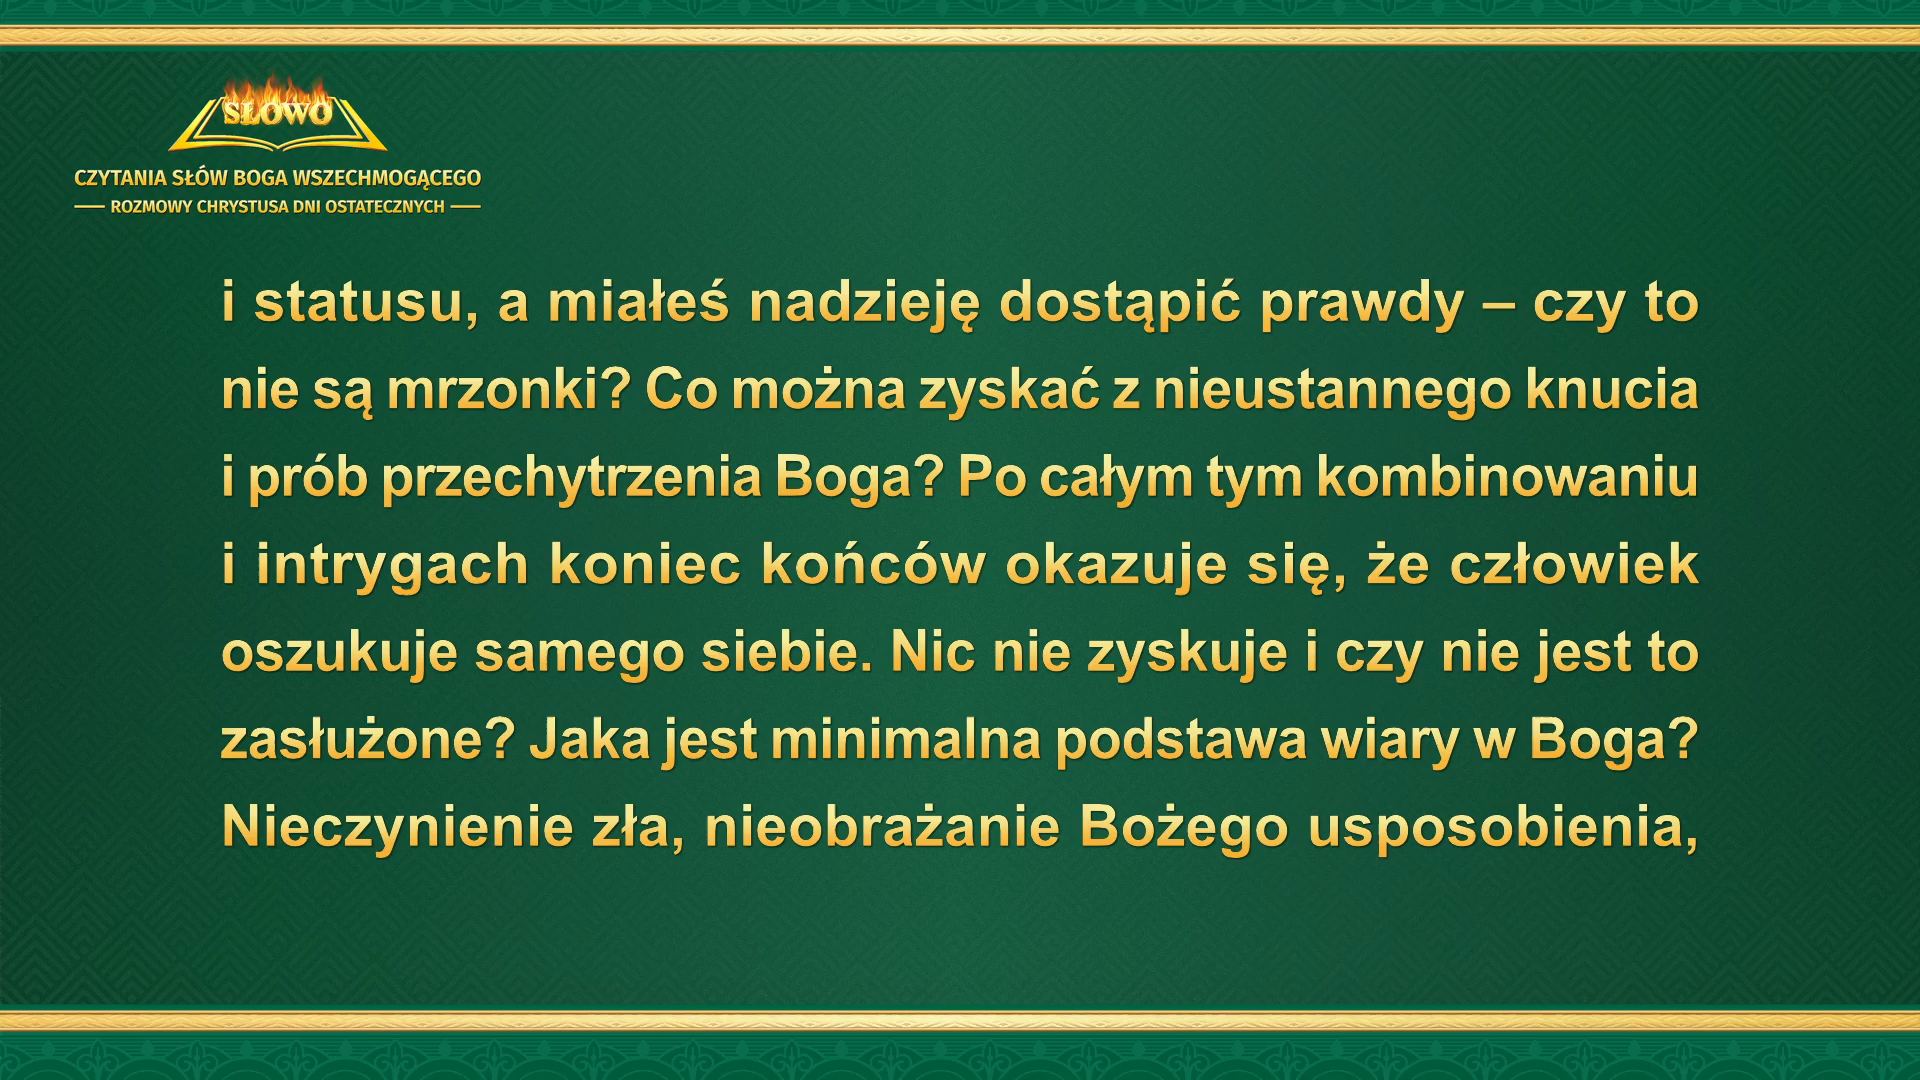 SŁOWO
CZYTANIA SŁÓW BOGA WSZECHMOGĄCEGO
ROZMOWY CHRYSTUSA DNI OSTATECZNYCH
i statusu, a miałeś nadzieję dostąpić prawdy – czy to
nie są mrzonki? Co można zyskać z nieustannego knucia
i prób przechytrzenia Boga? Po całym tym kombinowaniu
i intrygach koniec końców okazuje się, że człowiek
oszukuje samego siebie. Nic nie zyskuje i czy nie jest to
zasłużone? Jaka jest minimalna podstawa wiary w Boga?
Nieczynienie zła, nieobrażanie Bożego usposobienia,